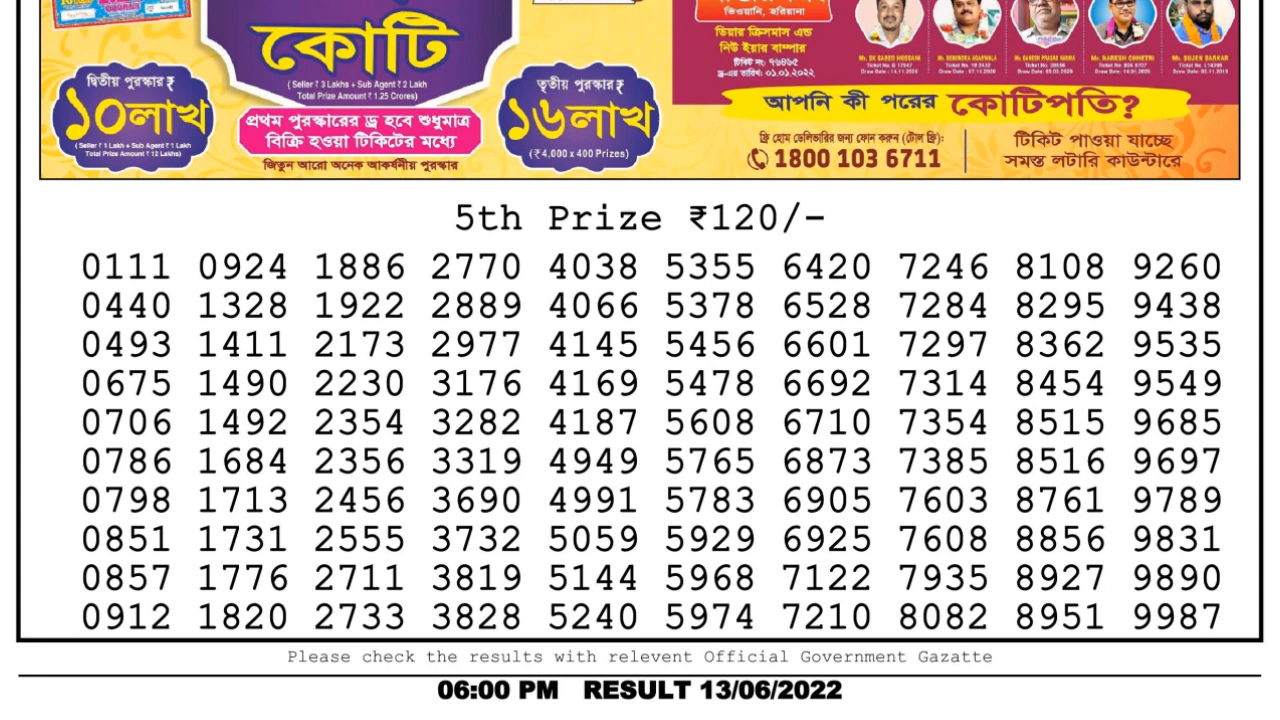 কোটি
( Seller ₹ 3 Lakhs + Sub Agent ₹ 2 Lakh
Total Prize Amount ₹ 1.25 Crores)
দ্বিতীয় পুরস্কার ₹
১০লাখ
( Seller ₹ 1 Lakh + Sub Agent ₹ 1 Lakh
Total Prize Amount ₹ 12 Lakhs)
প্রথম পুরস্কারের ড্র হবে শুধুমাত্র
বিক্রি হওয়া টিকিটের মধ্যে
জিতুন আরো অনেক আকর্ষনীয় পুরস্কার
তৃতীয় পুরস্কার ₹
১৬লাখ
(₹4,000 x 400 Prizes)
ভিওয়ানি, হরিয়ানা
ডিয়ার ক্রিসমাস এন্ড
নিউ ইয়ার বাম্পার
টিকিট নং: ৭৬৪৬৫
ড্র-এর তারিখ: ০১.০১.২০২২
আপনি কী পরের কোটিপতি?
ফ্রি হোম ডেলিভারির জন্য ফোন করুন (টোল ফ্রি):
1800 103 6711
টিকিট পাওয়া যাচ্ছে
সমস্ত লটারি কাউন্টারে
5th Prize ₹120/-
0111 0924 1886 2770 4038 5355 6420 7246 8108 9260
0440 1328 1922 2889 4066 5378 6528 7284 8295 9438
0493 1411 2173 2977 4145 5456 6601 7297 8362 9535
0675 1490 2230 3176 4169 5478 6692 7314 8454 9549
0706 1492 2354 3282 4187 5608 6710 7354 8515 9685
0786 1684 2356 3319 4949 5765 6873 7385 8516 9697
0798 1713 2456 3690 4991 5783 6905 7603 8761 9789
0851 1731 2555 3732 5059 5929 6925 7608 8856 9831
0857 1776 2711 3819 5144 5968 7122 7935 8927 9890
0912 1820 2733 3828 5240 5974 7210 8082 8951 9987
Please check the results with relevent Official Government Gazatte
06:00 PM RESULT 13/06/2022